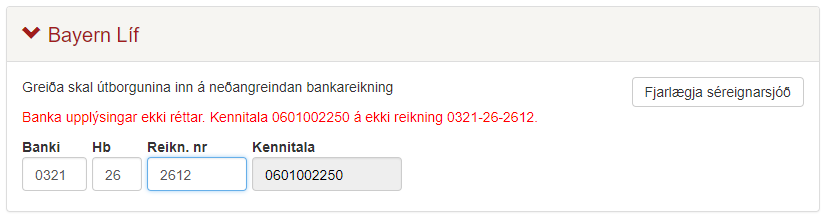 Bayern Líf
Greiða skal útborgunina inn á neðangreindan bankareikning
Fjarlægja séreignarsjóð
Banka upplýsingar ekki réttar. Kennitala 0601002250 á ekki reikning 0321-26-2612.
Banki Hb Reikn. nr Kennitala
0321 26 2612 0601002250